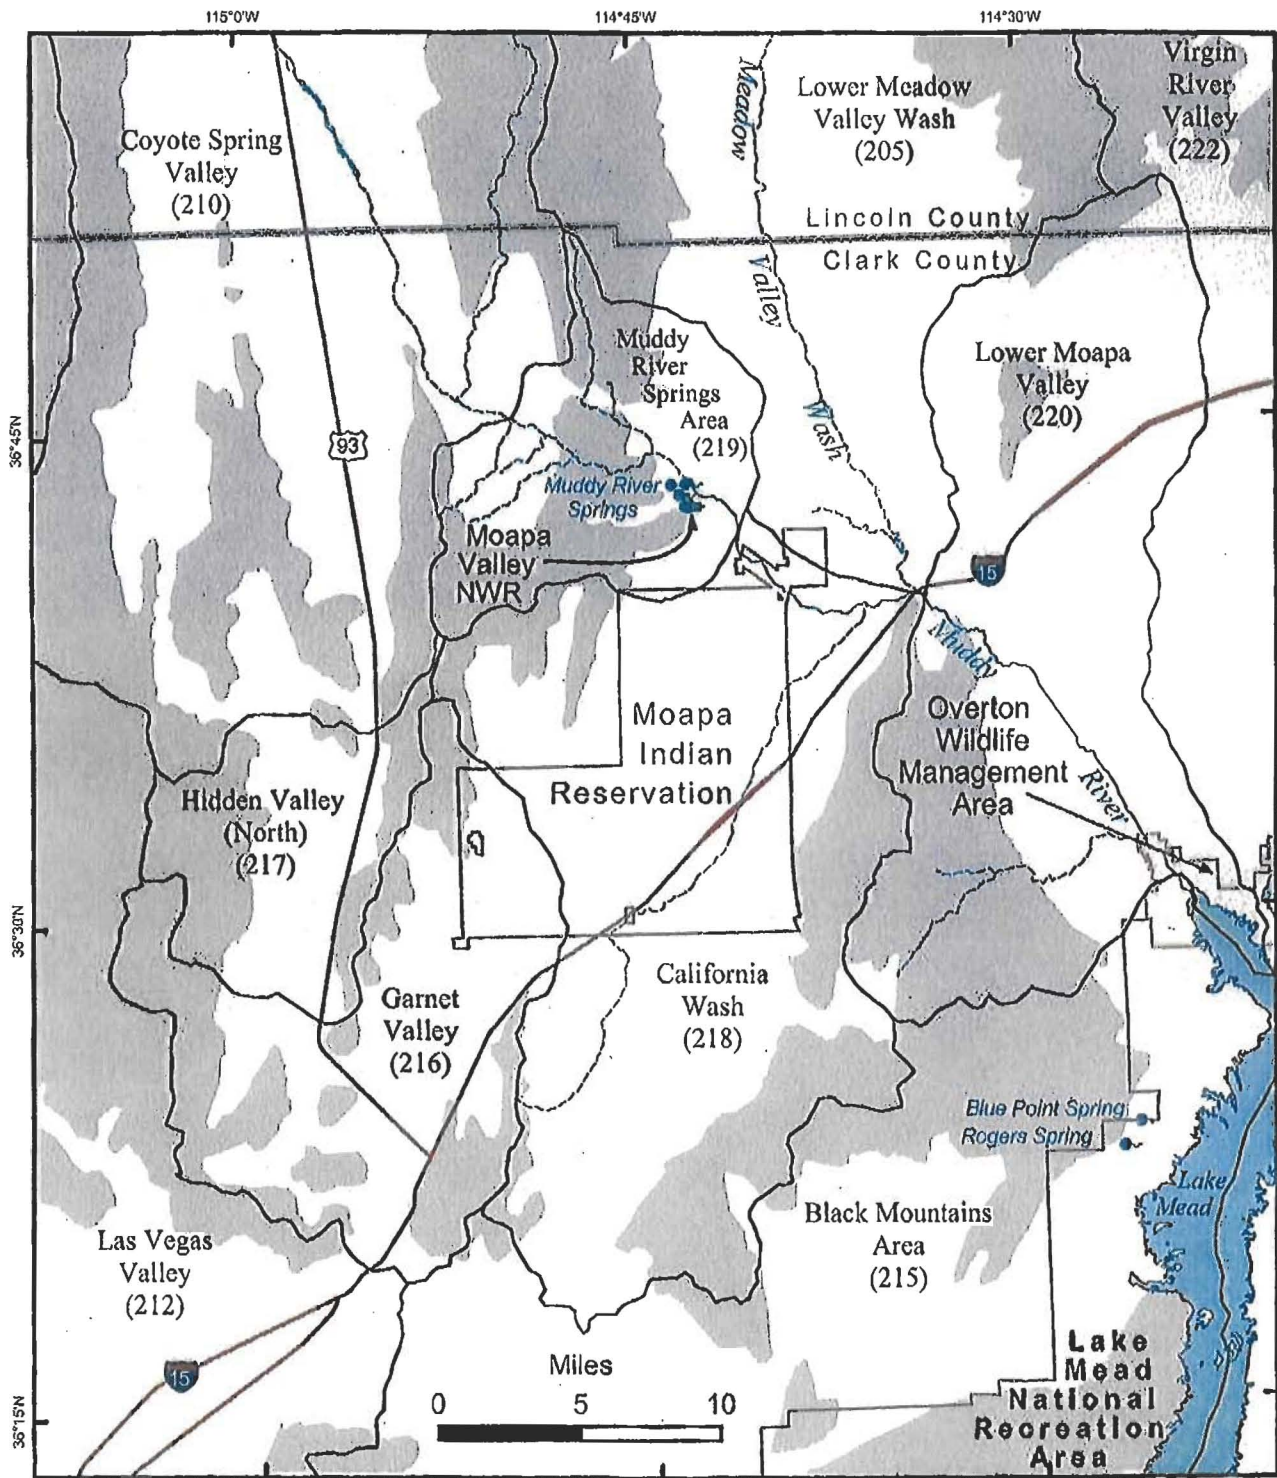 115°0'W
114°45'W
114°30'W
Virgin
River
Valley
(222)
Meadow
Lower Meadow
Valley Wash
(205)
Coyote Spring
Valley
(210)
Lincoln County
Clark County
Valley
Muddy
River
Springs
Area
(219)
Lower Moapa
Valley
(220)
Wash
36°45'N
93
Muddy River
Springs
Moapa
Valley
NWR
15
Muddy
Moapa
Indian
Reservation
Overton
Wildlife
Management
Area
River
Hidden Valley
(North)
(217)
36°30'N
Garnet
Valley
(216)
California
Wash
(218)
Blue Point Spring
Rogers Spring
Lake
Mead
Black Mountains
Area
(215)
Las Vegas
Valley
(212)
15
Miles
0
5
10
Lake
Mead
National
Recreation
Area
36°15'N